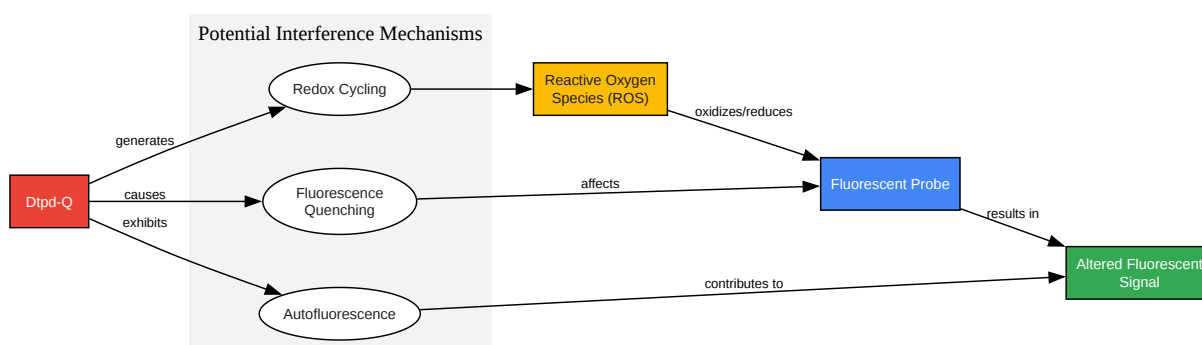 Potential Interference Mechanisms
Redox Cycling
Reactive Oxygen
Species (ROS)
oxidizes/reduces
generates
Dtpd-Q
causes
exhibits
Fluorescence
Quenching
affects
Fluorescent Probe
results in
Altered Fluorescent
Signal
contributes to
Autofluorescence